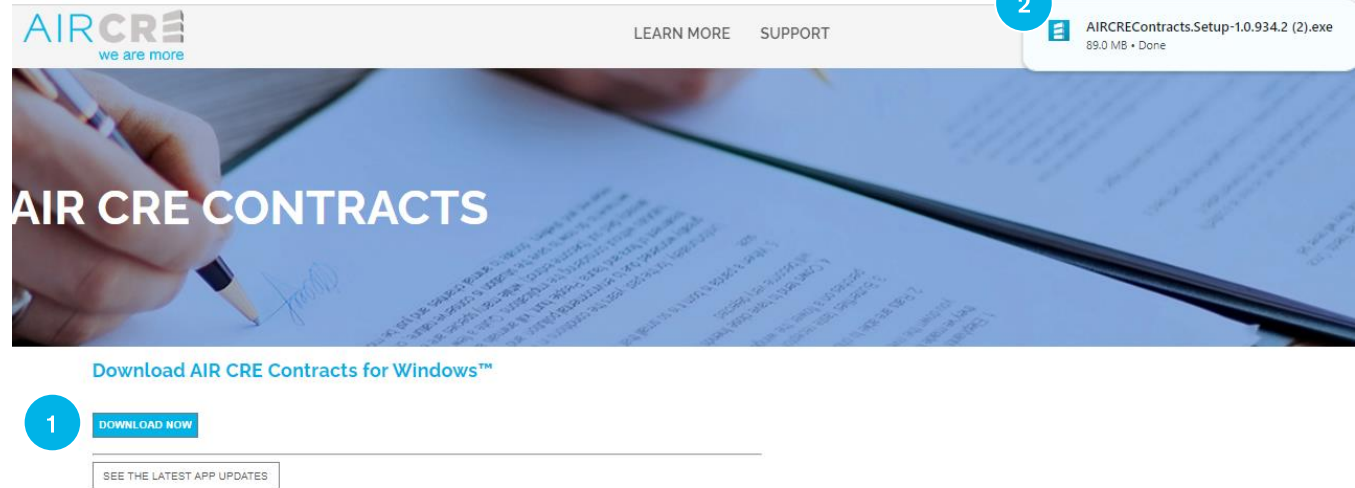 AIRCRE
we are more
LEARN MORE SUPPORT
2
AIRCREContracts.Setup-1.0.934.2 (2).exe
89.0 MB • Done
AIR CRE CONTRACTS
Download AIR CRE Contracts for Windows™
1
DOWNLOAD NOW
SEE THE LATEST APP UPDATES